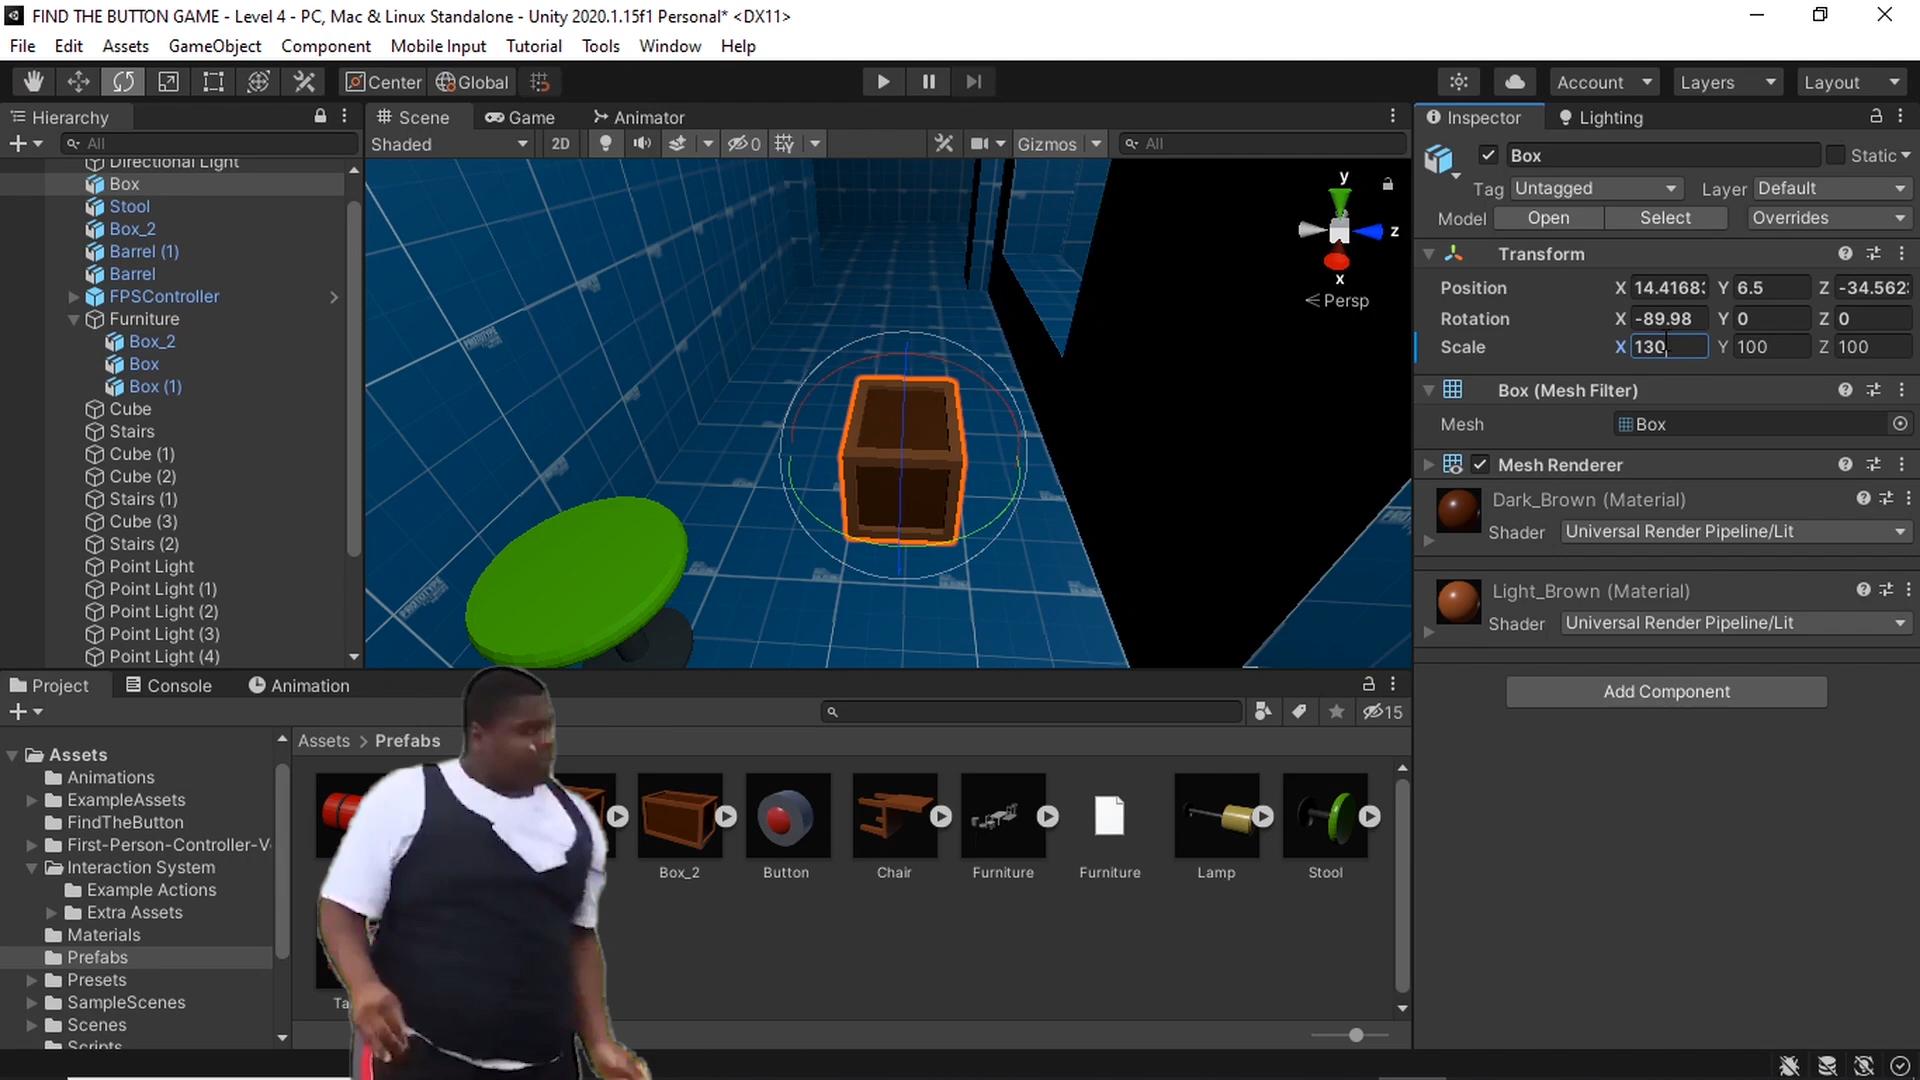 FIND THE BUTTON GAME - Level 4 - PC, Mac & Linux Standalone - Unity 2020.1.15f1 Personal* <DX11>
File Edit Assets GameObject Component Mobile Input Tutorial Tools Window Help
Center Global Account Layers Layout
Hierarchy
All
Directional Light
Box
Stool
Box_2
Barrel (1)
Barrel
FPSController
Furniture
Box_2
Box
Box (1)
Cube
Stairs
Cube (1)
Cube (2)
Stairs (1)
Cube (3)
Stairs (2)
Point Light
Point Light (1)
Point Light (2)
Point Light (3)
Point Light (4)
Scene Game Animator
Shaded 2D 0 Gizmos All
y
z
x
Persp
Inspector Lighting
Box Static
Tag Untagged Layer Default
Model Open Select Overrides
Transform
Position X 14.4168 Y 6.5 Z -34.562
Rotation X -89.98 Y 0 Z 0
Scale X 130 Y 100 Z 100
Box (Mesh Filter)
Mesh Box
Mesh Renderer
Dark_Brown (Material)
Shader Universal Render Pipeline/Lit
Light_Brown (Material)
Shader Universal Render Pipeline/Lit
Add Component
Project Console Animation
15
Assets
Animations
ExampleAssets
FindTheButton
First-Person-Controller-V
Interaction System
Example Actions
Extra Assets
Materials
Prefabs
Presets
SampleScenes
Scenes
Scripts
Assets > Prefabs
Box_2 Button Chair Furniture Furniture Lamp Stool
Ta